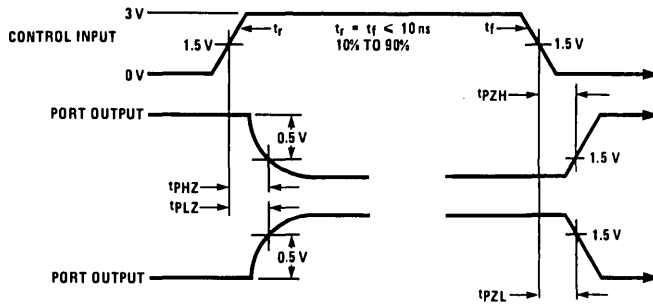 3 V
CONTROL INPUT
1.5 V
0 V
tr
tr = tf ≤ 10 ns
10% TO 90%
tf
1.5 V
tPZH
PORT OUTPUT
0.5 V
1.5 V
tPHZ
tPLZ
0.5 V
1.5 V
PORT OUTPUT
tPZL